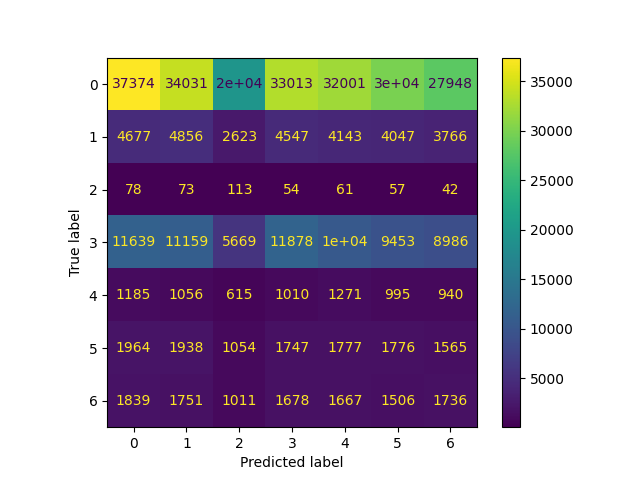 0 37374 34031 2e+04 33013 32001 3e+04 27948
1 4677 4856 2623 4547 4143 4047 3766
2 78 73 113 54 61 57 42
3 11639 11159 5669 11878 1e+04 9453 8986
4 1185 1056 615 1010 1271 995 940
5 1964 1938 1054 1747 1777 1776 1565
6 1839 1751 1011 1678 1667 1506 1736
0 1 2 3 4 5 6
Predicted label
True label
35000
30000
25000
20000
15000
10000
5000